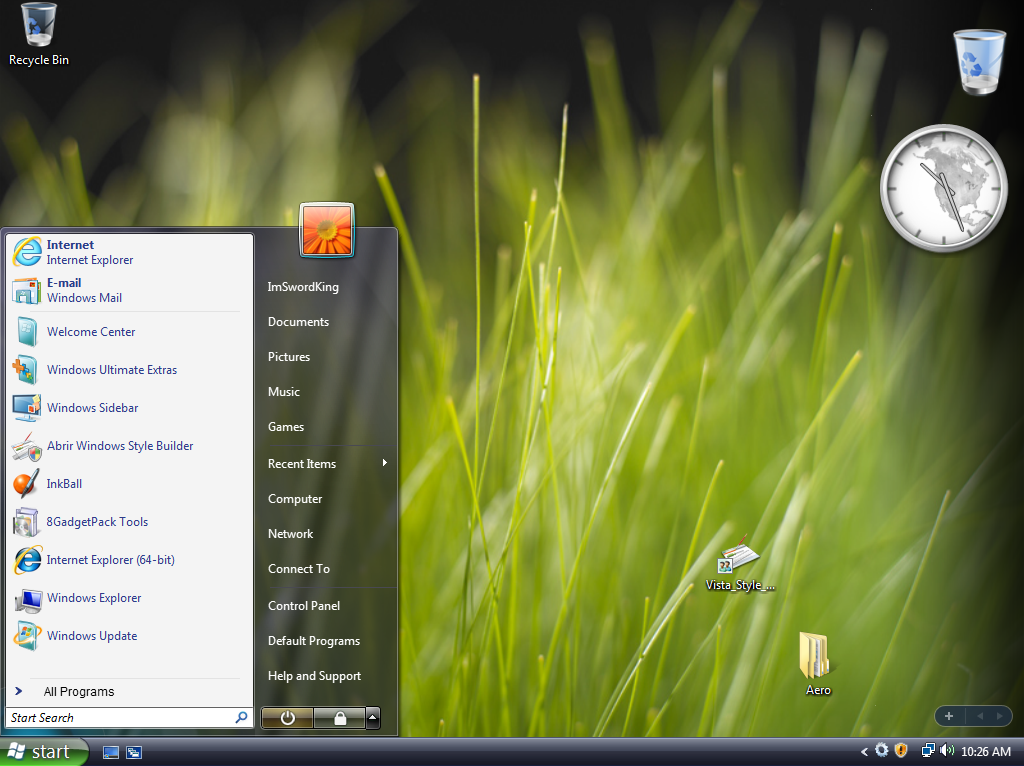 Recycle Bin
Internet
Internet Explorer
E-mail
Windows Mail
Welcome Center
Windows Ultimate Extras
Windows Sidebar
Abrir Windows Style Builder
InkBall
8GadgetPack Tools
Internet Explorer (64-bit)
Windows Explorer
Windows Update
All Programs
Start Search
ImSwordKing
Documents
Pictures
Music
Games
Recent Items
Computer
Network
Connect To
Control Panel
Default Programs
Help and Support
Vista_Style_...
Aero
start
10:26 AM